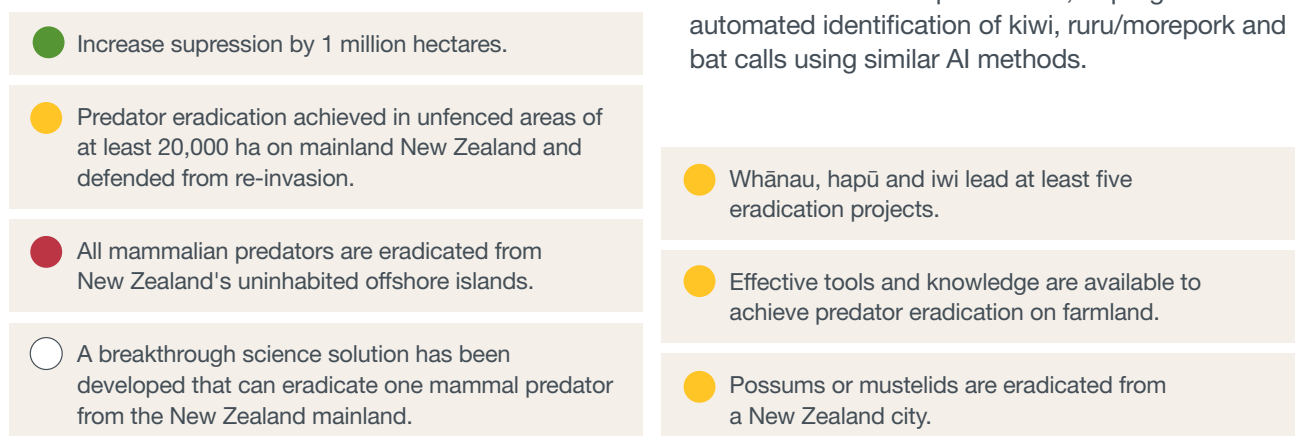 Increase supression by 1 million hectares.
Predator eradication achieved in unfenced areas of
at least 20,000 ha on mainland New Zealand and
defended from re-invasion.
All mammalian predators are eradicated from
New Zealand's uninhabited offshore islands.
A breakthrough science solution has been
developed that can eradicate one mammal predator
from the New Zealand mainland.
automated identification of kiwi, ruru/morepork and
bat calls using similar AI methods.
Whānau, hapū and iwi lead at least five
eradication projects.
Effective tools and knowledge are available to
achieve predator eradication on farmland.
Possums or mustelids are eradicated from
a New Zealand city.